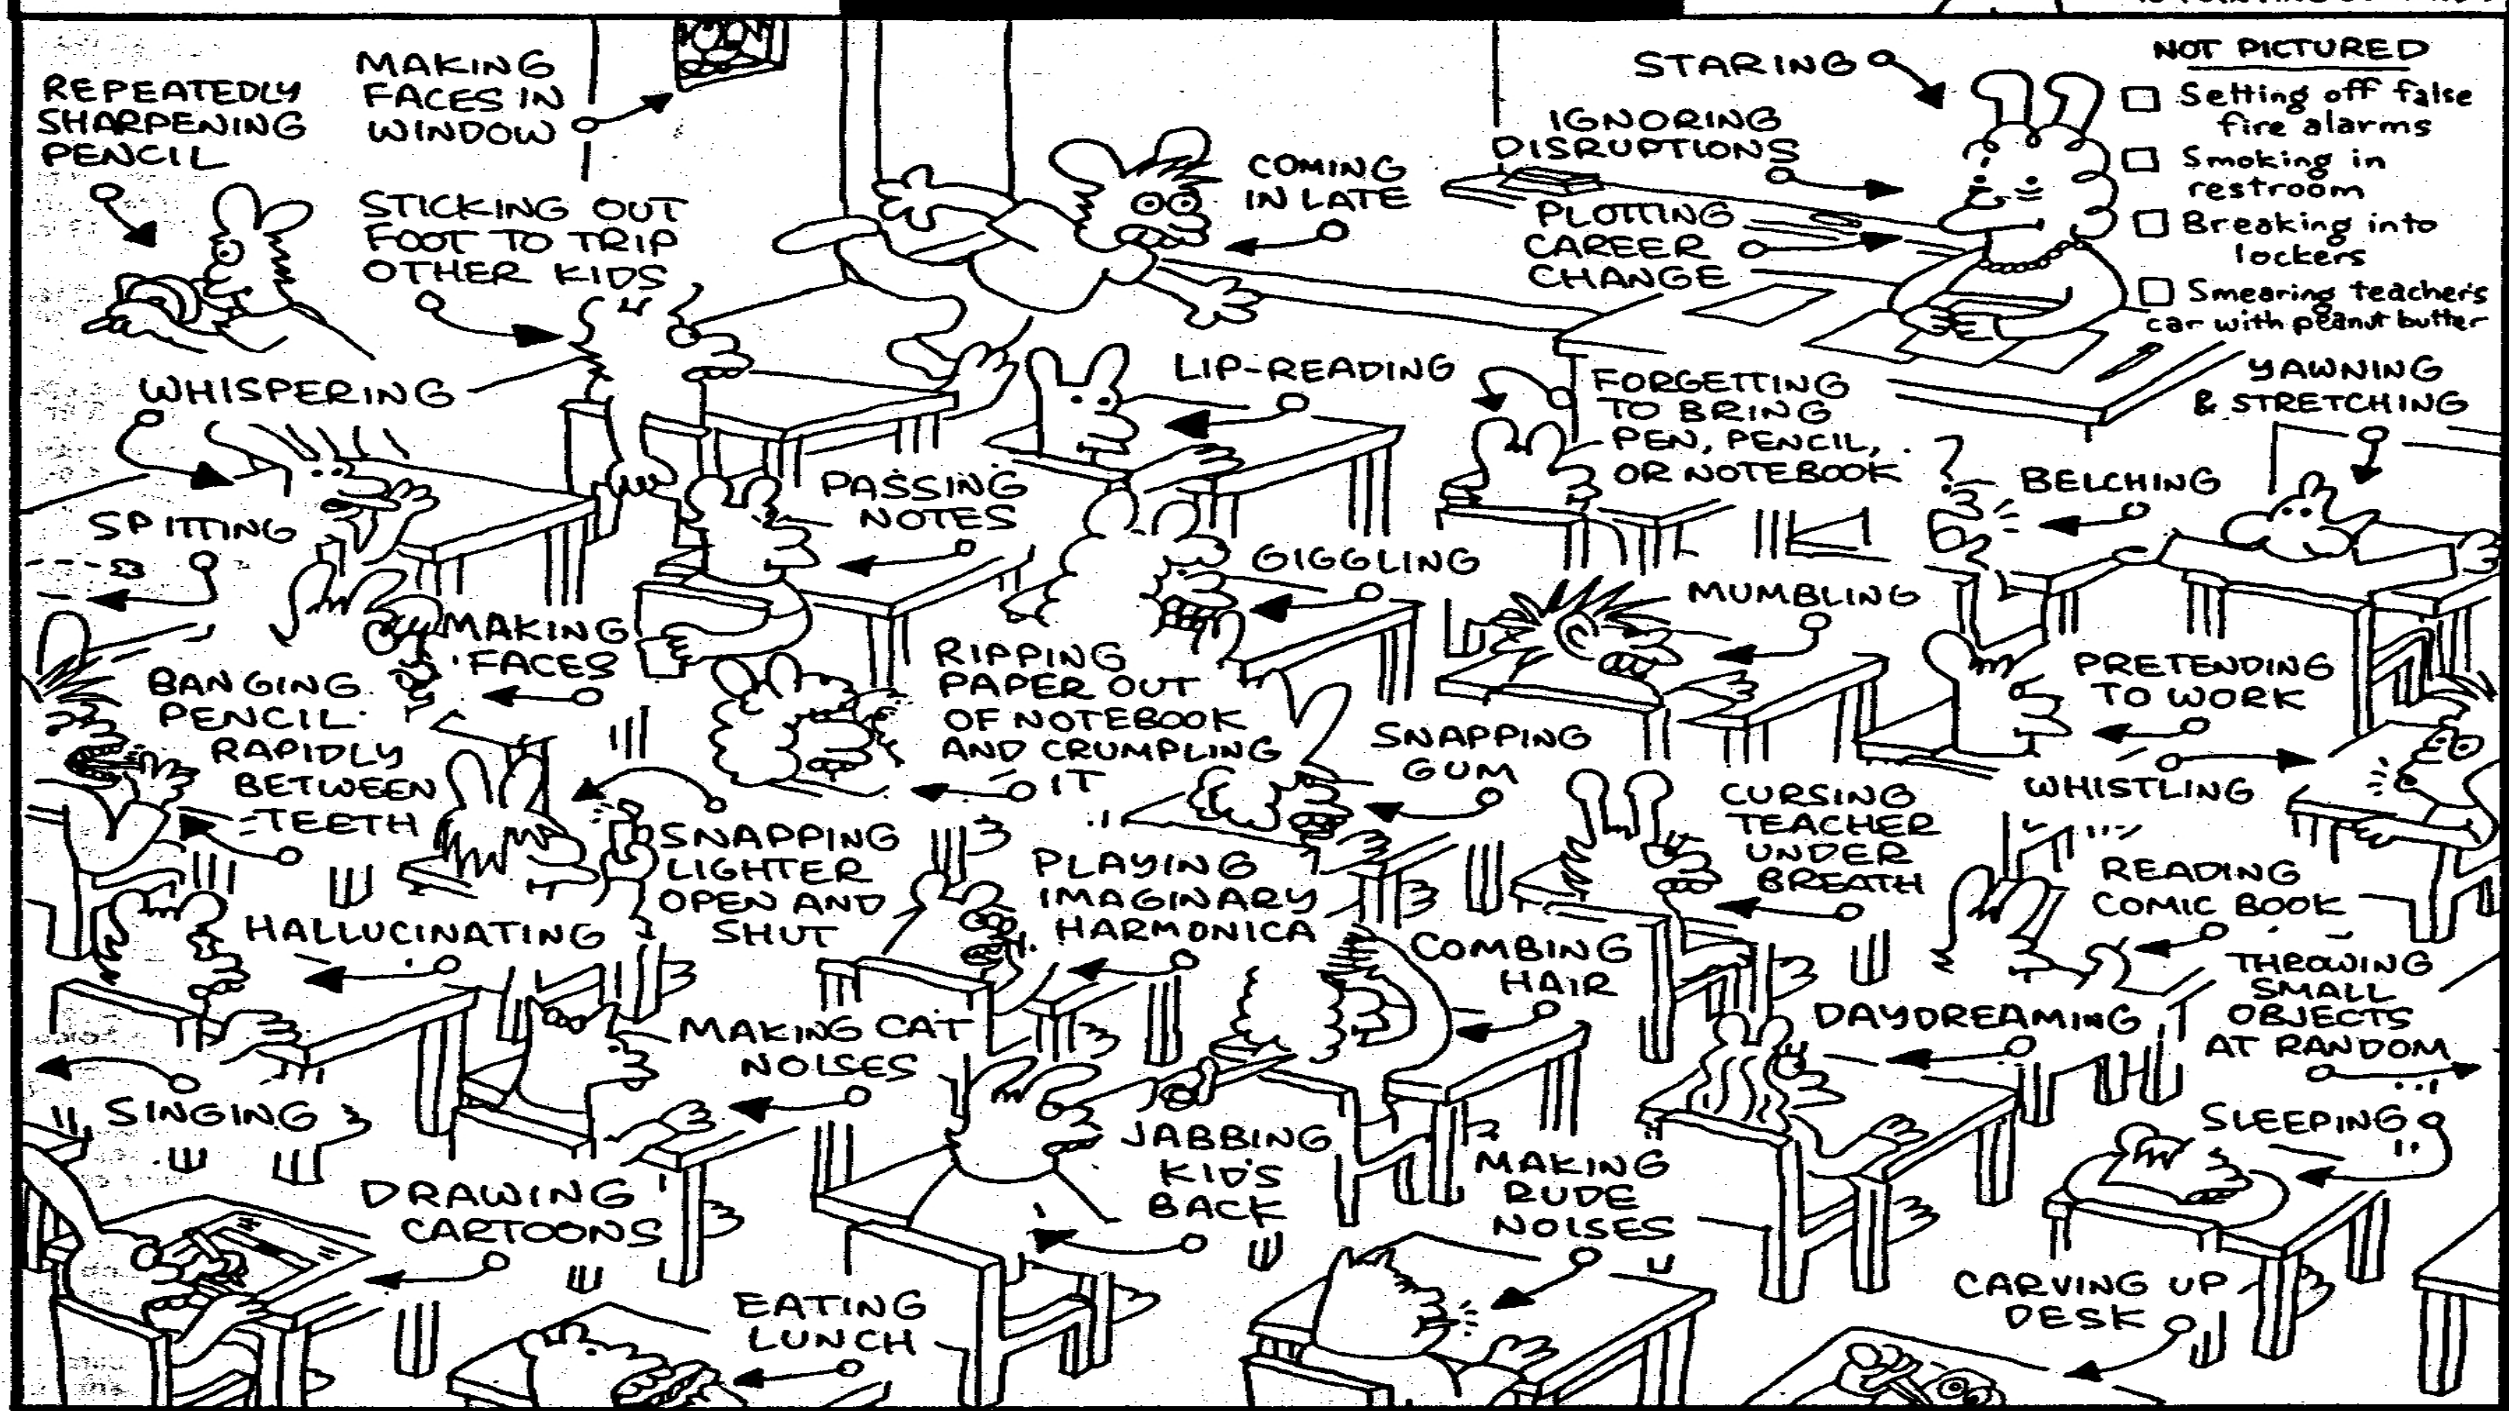 REPEATEDLY
SHARPENING
PENCIL
MAKING
FACES IN
WINDOW
STICKING OUT
FOOT TO TRIP
OTHER KIDS
COMING
IN LATE
STARING
IGNORING
DISRUPTIONS
PLOTTING
CAREER
CHANGE
NOT PICTURED
Setting off false
fire alarms
Smoking in
restroom
Breaking into
lockers
Smearing teacher's
car with peanut butter
WHISPERING
LIP-READING
FORGETTING
TO BRING
PEN, PENCIL,
OR NOTEBOOK
?
YAWNING
& STRETCHING
SPITTING
PASSING
NOTES
GIGGLING
BELCHING
MUMBLING
MAKING
FACES
BANGING
PENCIL
RAPIDLY
BETWEEN
TEETH
RIPPING
PAPER OUT
OF NOTEBOOK
AND CRUMPLING
IT
SNAPPING
GUM
PRETENDING
TO WORK
WHISTLING
SNAPPING
LIGHTER
OPEN AND
SHUT
PLAYING
IMAGINARY
HARMONICA
CURSING
TEACHER
UNDER
BREATH
READING
COMIC BOOK
HALLUCINATING
COMBING
HAIR
THROWING
SMALL
OBJECTS
AT RANDOM
MAKING CAT
NOISES
DAYDREAMING
SINGING
JABBING
KID'S
BACK
MAKING
RUDE
NOISES
SLEEPING
DRAWING
CARTOONS
EATING
LUNCH
CARVING UP
DESK